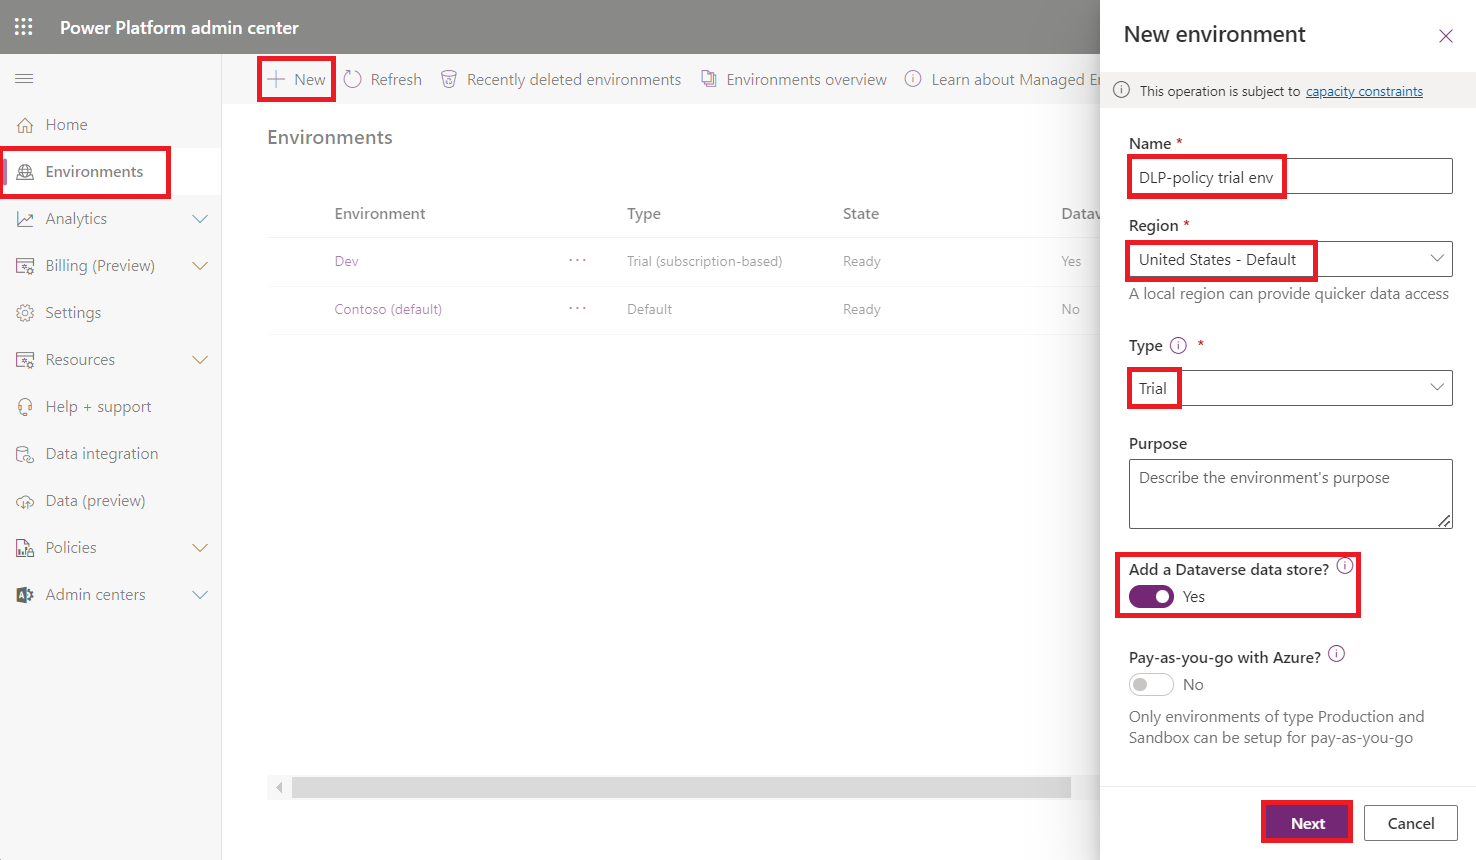 Power Platform admin center
New
Refresh
Recently deleted environments
Environments overview
Learn about Managed En
Home
Environments
Analytics
Billing (Preview)
Settings
Resources
Help + support
Data integration
Data (preview)
Policies
Admin centers
Environments
Environment Type State Datav
Dev ··· Trial (subscription-based) Ready Yes
Contoso (default) ··· Default Ready No
New environment
This operation is subject to capacity constraints
Name *
DLP-policy trial env
Region *
United States - Default
A local region can provide quicker data access
Type *
Trial
Purpose
Describe the environment's purpose
Add a Dataverse data store?
Yes
Pay-as-you-go with Azure?
No
Only environments of type Production and
Sandbox can be setup for pay-as-you-go
Next
Cancel